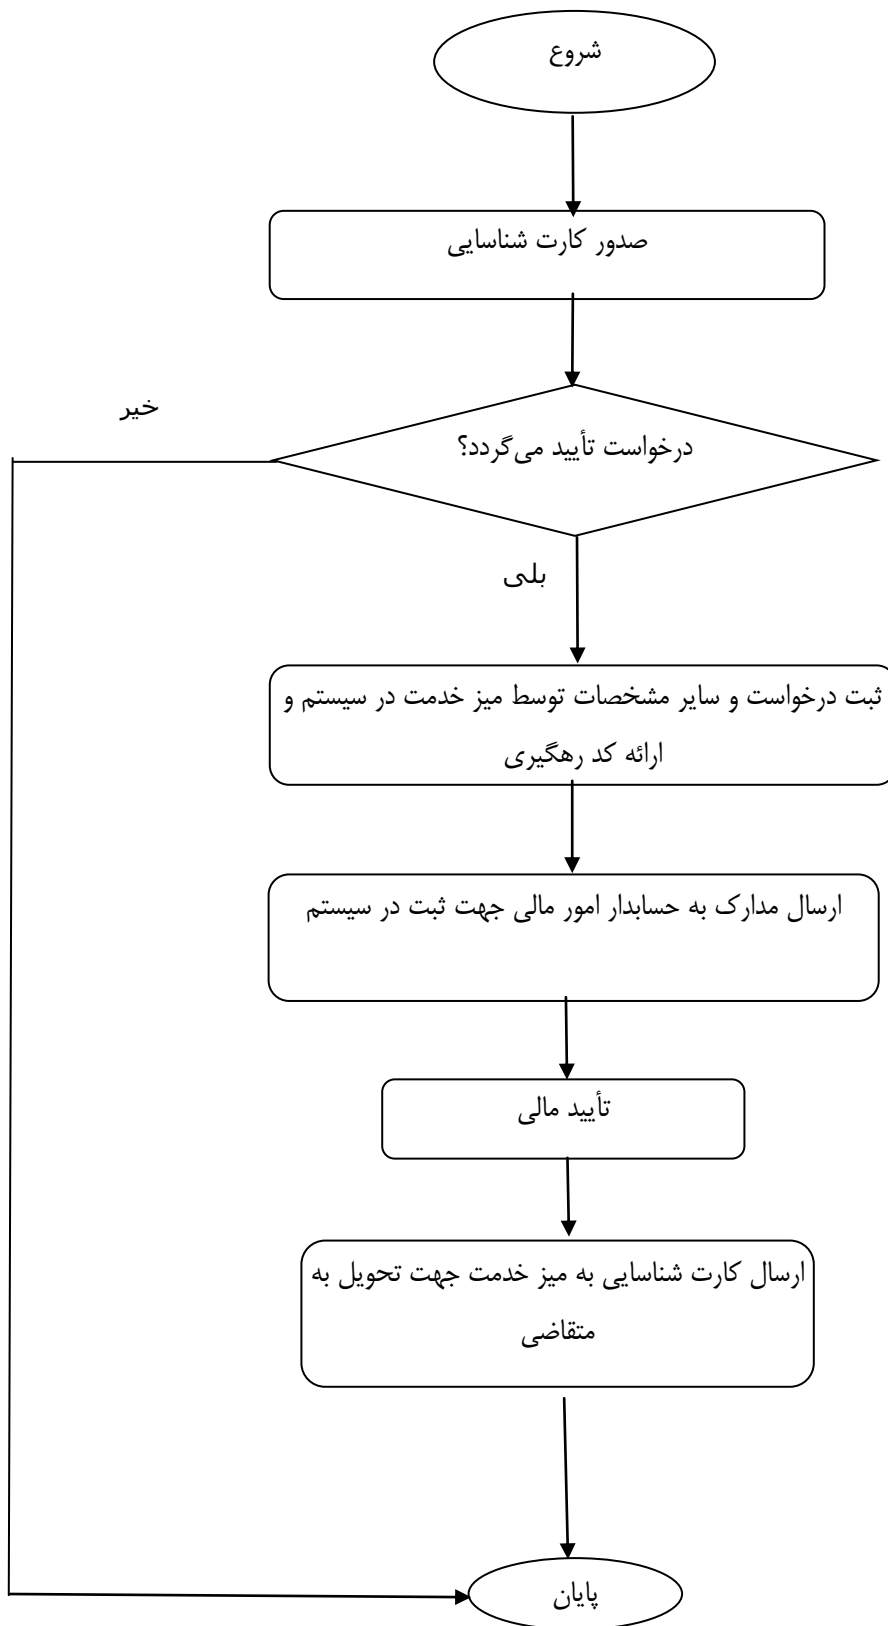 شروع
صدور کارت شناسایی
خیر
درخواست تأیید می‌گردد؟
بلی
ثبت درخواست و سایر مشخصات توسط میز خدمت در سیستم و
ارائه کد رهگیری
ارسال مدارک به حسابدار امور مالی جهت ثبت در سیستم
تأیید مالی
ارسال کارت شناسایی به میز خدمت جهت تحویل به
متقاضی
پایان